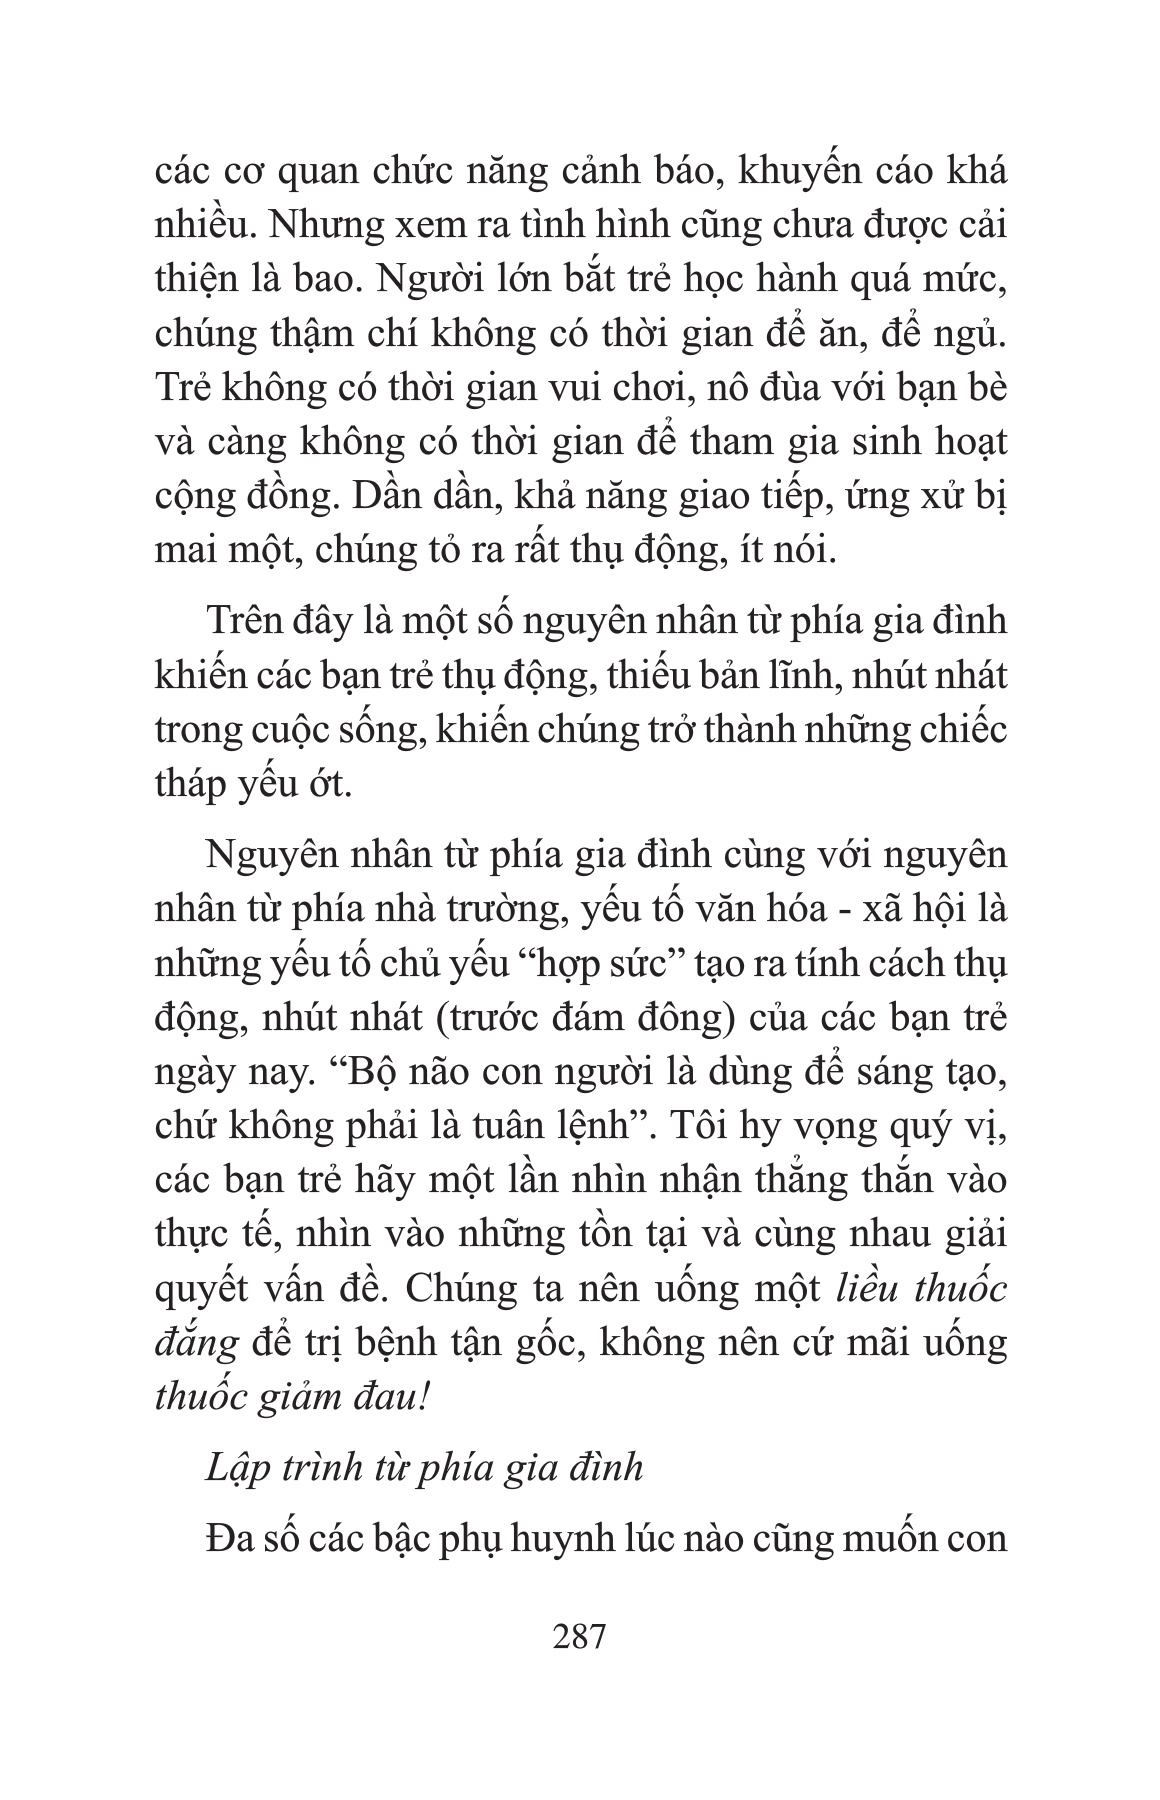 các cơ quan chức năng cảnh báo, khuyến cáo khá
nhiều. Nhưng xem ra tình hình cũng chưa được cải
thiện là bao. Người lớn bắt trẻ học hành quá mức,
chúng thậm chí không có thời gian để ăn, để ngủ.
Trẻ không có thời gian vui chơi, nô đùa với bạn bè
và càng không có thời gian để tham gia sinh hoạt
cộng đồng. Dần dần, khả năng giao tiếp, ứng xử bị
mai một, chúng tỏ ra rất thụ động, ít nói.
Trên đây là một số nguyên nhân từ phía gia đình
khiến các bạn trẻ thụ động, thiếu bản lĩnh, nhút nhát
trong cuộc sống, khiến chúng trở thành những chiếc
tháp yếu ớt.
Nguyên nhân từ phía gia đình cùng với nguyên
nhân từ phía nhà trường, yếu tố văn hóa - xã hội là
những yếu tố chủ yếu “hợp sức” tạo ra tính cách thụ
động, nhút nhát (trước đám đông) của các bạn trẻ
ngày nay. “Bộ não con người là dùng để sáng tạo,
chứ không phải là tuân lệnh”. Tôi hy vọng quý vị,
các bạn trẻ hãy một lần nhìn nhận thẳng thắn vào
thực tế, nhìn vào những tồn tại và cùng nhau giải
quyết vấn đề. Chúng ta nên uống một liều thuốc
đắng để trị bệnh tận gốc, không nên cứ mãi uống
thuốc giảm đau!
Lập trình từ phía gia đình
Đa số các bậc phụ huynh lúc nào cũng muốn con
287